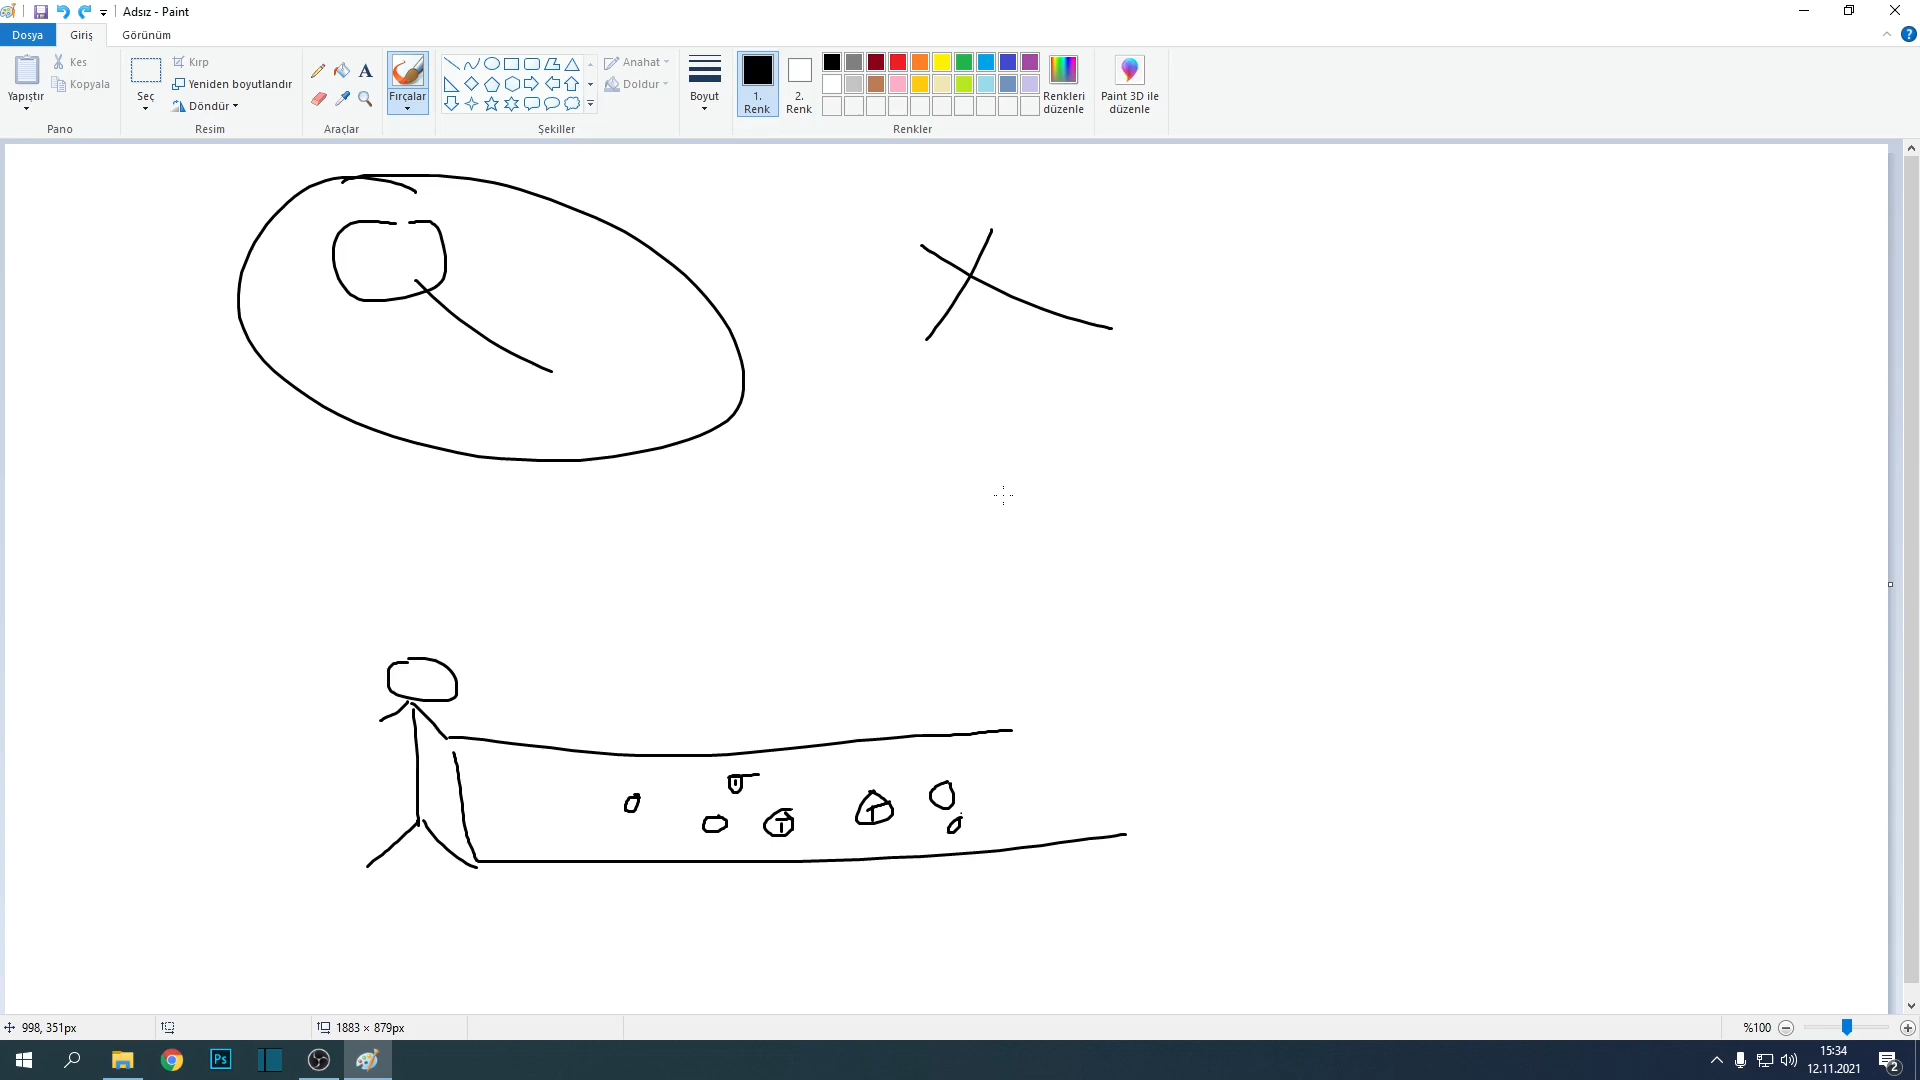 Adsız - Paint
Dosya Giriş Görünüm
Yapıştır
Kes
Kopyala
Pano
Seç
Kırp
Yeniden boyutlandır
Döndür
Resim
A
Araçlar
Fırçalar
Anahat
Doldur
Şekiller
Boyut
1.
Renk
2.
Renk
Renkleri
düzenle
Renkler
Paint 3D ile
düzenle
?
998, 351px
1883 × 879px
%100
Ps
15:34
12.11.2021
2